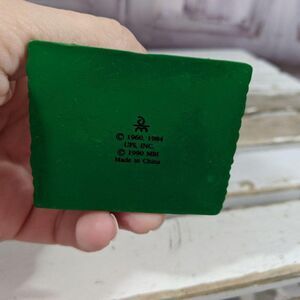 © 1960, 1984
UFS, INC.
© 1990 MBI
Made in China